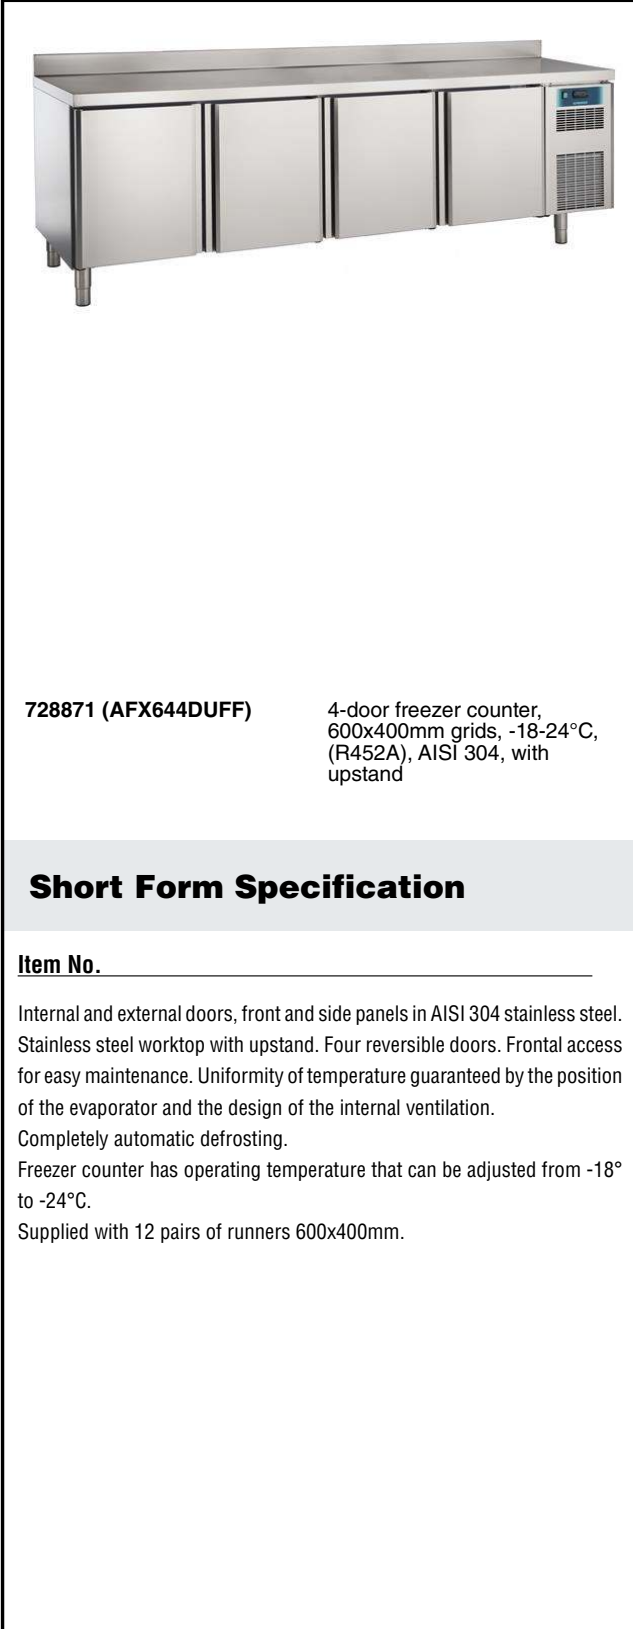 728871 (AFX644DUFF)
4-door freezer counter,
600x400mm grids, -18-24°C,
(R452A), AISI 304, with
upstand
Short Form Specification
Item No.
Internal and external doors, front and side panels in AISI 304 stainless steel.
Stainless steel worktop with upstand. Four reversible doors. Frontal access
for easy maintenance. Uniformity of temperature guaranteed by the position
of the evaporator and the design of the internal ventilation.
Completely automatic defrosting.
Freezer counter has operating temperature that can be adjusted from -18°
to -24°C.
Supplied with 12 pairs of runners 600x400mm.